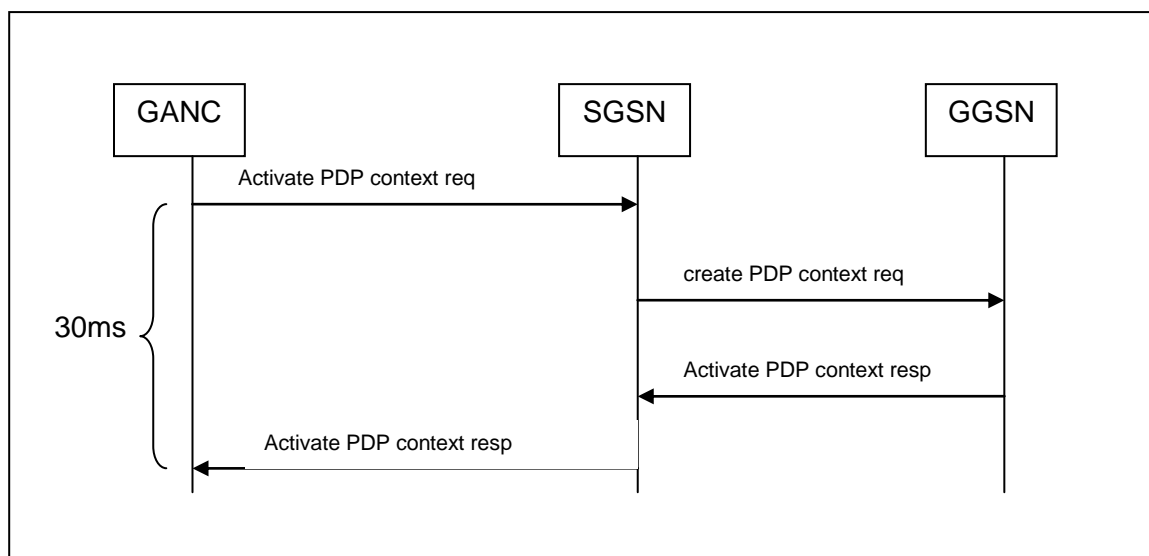 GANC
SGSN
GGSN
Activate PDP context req
create PDP context req
30ms
Activate PDP context resp
Activate PDP context resp